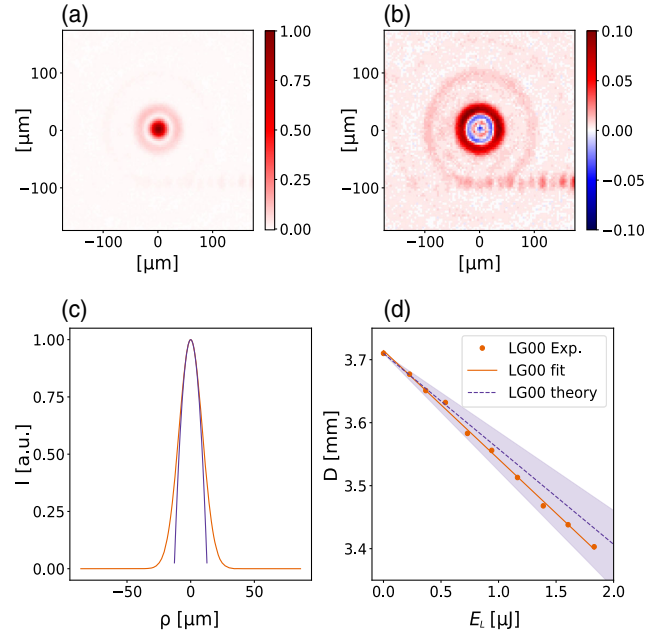 (a)
(b)
100
0
−100
[µm]
−100
0
100
[µm]
1.00
0.75
0.50
0.25
0.00
100
0
−100
[µm]
−100
0
100
[µm]
0.10
0.05
0.00
−0.05
−0.10
(c)
(d)
1.00
0.75
0.50
0.25
0.00
I [a.u.]
−50
0
50
ρ [µm]
3.7
3.6
3.5
3.4
D [mm]
LG00 Exp.
LG00 fit
LG00 theory
0.0
0.5
1.0
1.5
2.0
E_L [µJ]